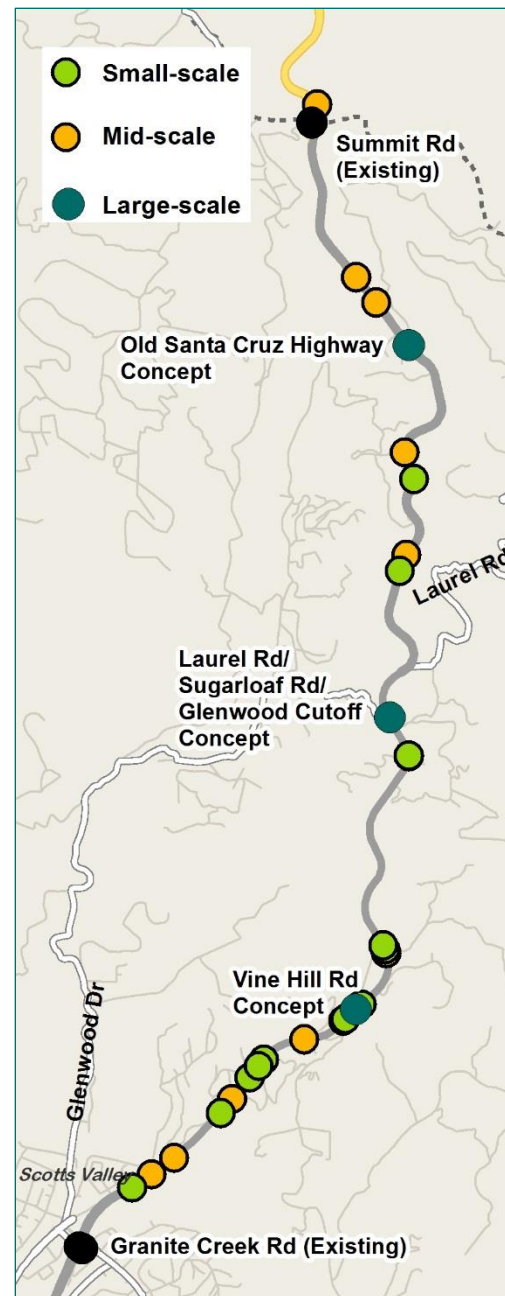 Small-scale
Mid-scale
Large-scale
Summit Rd
(Existing)
Old Santa Cruz Highway
Concept
Laurel Rd
Laurel Rd/
Sugarloaf Rd/
Glenwood Cutoff
Concept
Vine Hill Rd
Concept
Glenwood Dr
Scotts Valley
Granite Creek Rd (Existing)